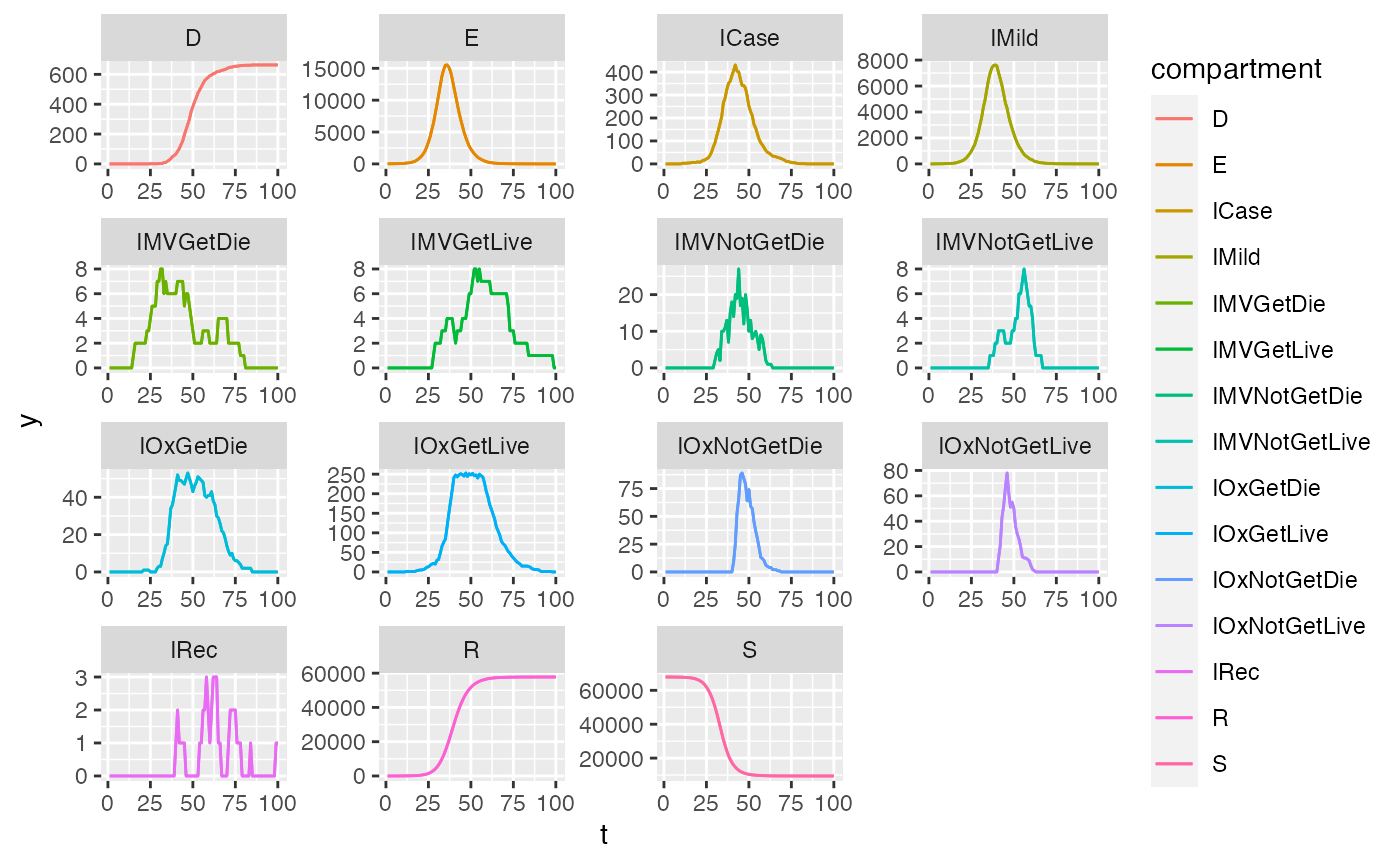 D E ICase IMild
600 400 200 0
15000 10000 5000 0
400 300 200 100 0
8000 6000 4000 2000 0
0 25 50 75 100 0 25 50 75 100 0 25 50 75 100 0 25 50 75 100
IMVGetDie IMVGetLive IMVNotGetDie IMVNotGetLive
8 6 4 2 0
8 6 4 2 0
20 10 0
8 6 4 2 0
0 25 50 75 100 0 25 50 75 100 0 25 50 75 100 0 25 50 75 100
IOxGetDie IOxGetLive IOxNotGetDie IOxNotGetLive
40 20 0
250 200 150 100 50 0
75 50 25 0
80 60 40 20 0
0 25 50 75 100 0 25 50 75 100 0 25 50 75 100 0 25 50 75 100
IRec R S
3 2 1 0
60000 40000 20000 0
60000 40000 20000
0 25 50 75 100 0 25 50 75 100 0 25 50 75 100
y
t
compartment
D
E
ICase
IMild
IMVGetDie
IMVGetLive
IMVNotGetDie
IMVNotGetLive
IOxGetDie
IOxGetLive
IOxNotGetDie
IOxNotGetLive
IRec
R
S